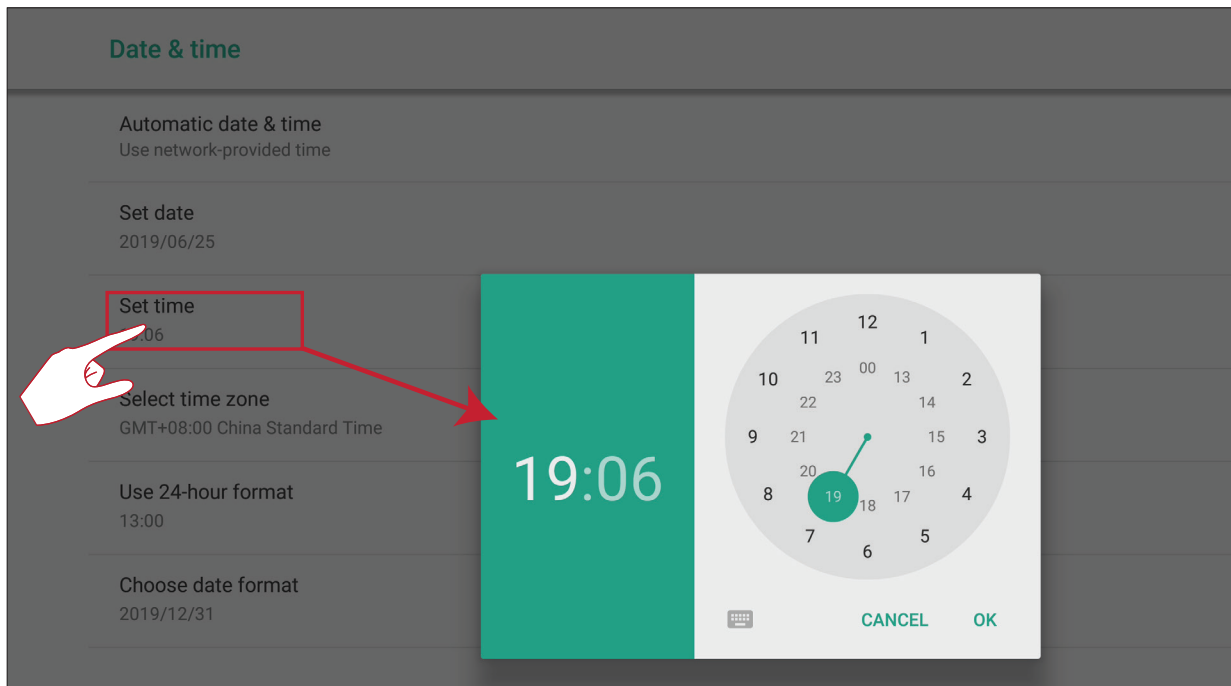 Date & time
Automatic date & time
Use network-provided time
Set date
2019/06/25
Set time
:06
Select time zone
GMT+08:00 China Standard Time
Use 24-hour format
13:00
Choose date format
2019/12/31
19:06
12
11 1
00
10 23 13 2
22 14
9 21 15 3
20 16
8 19 18 17 4
7 5
6
CANCEL OK